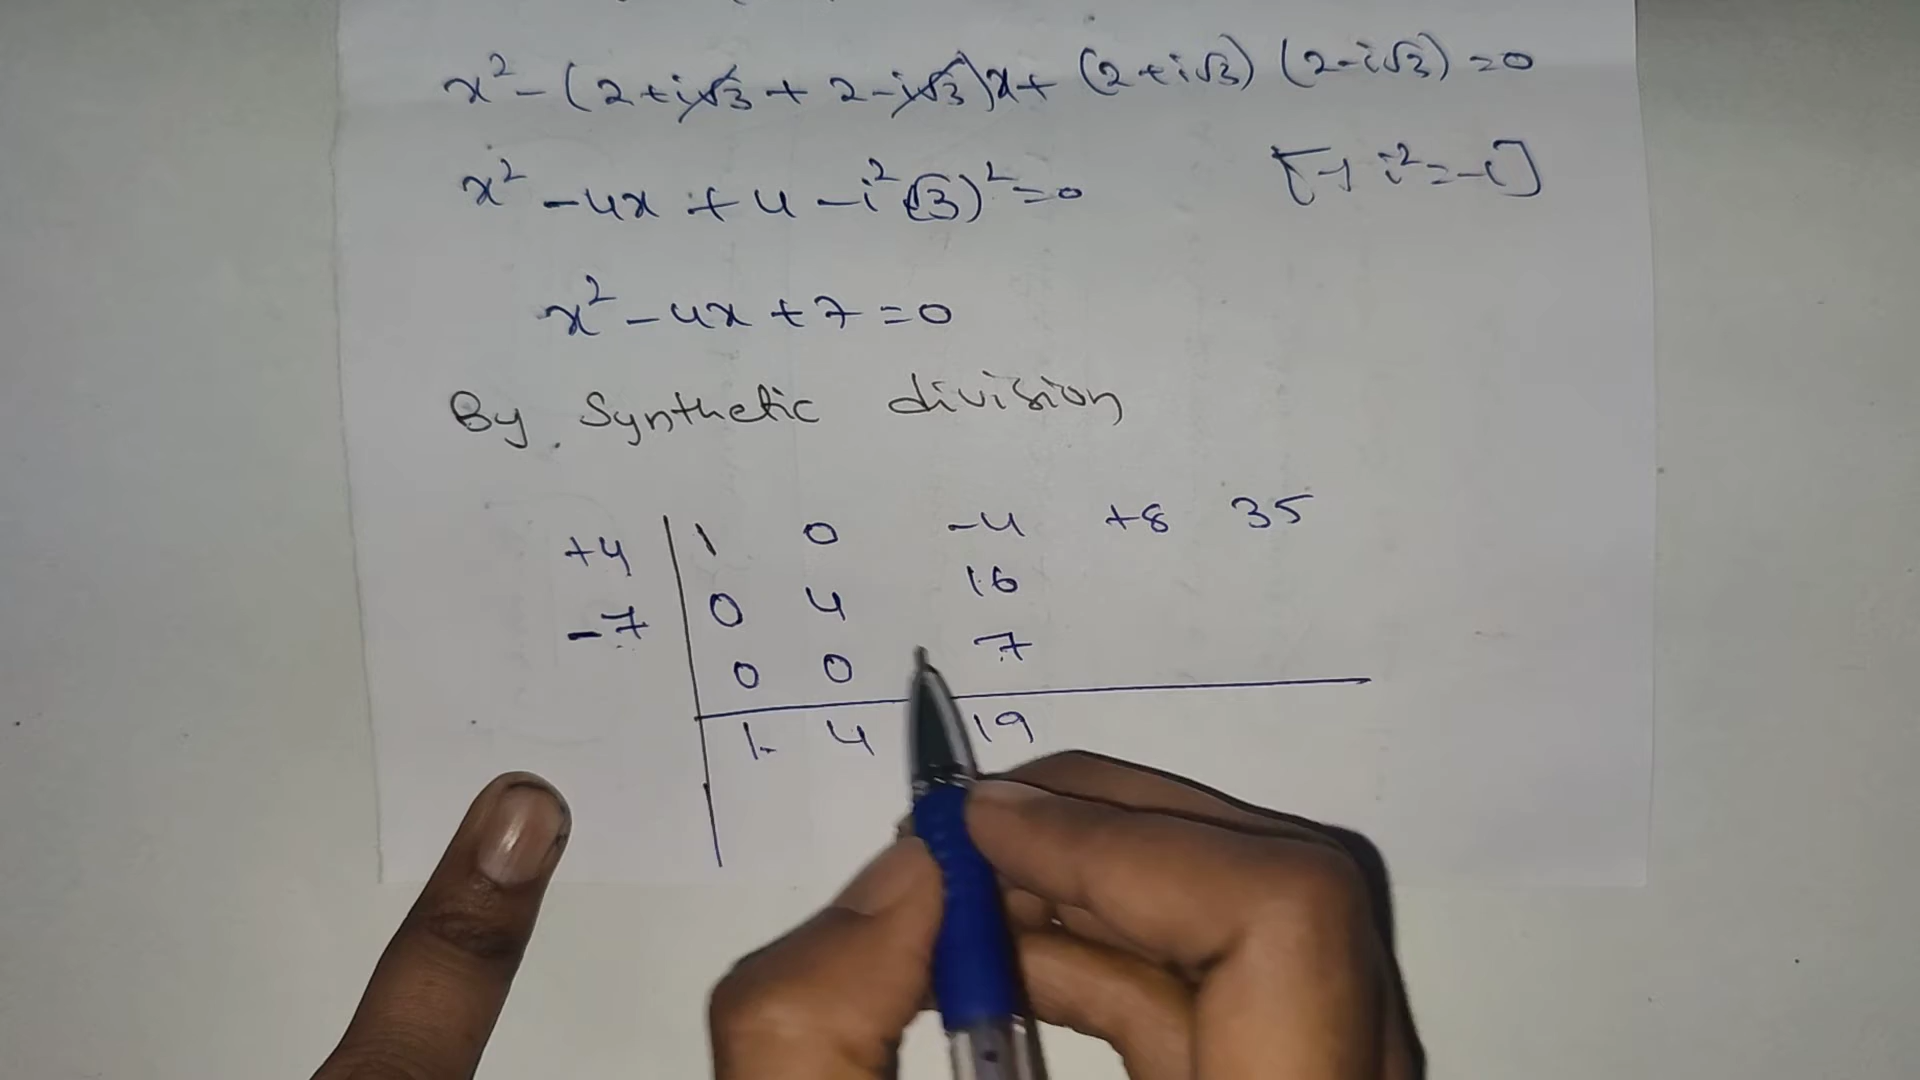 x² - (2+i√3 + 2-i√3)x + (2+i√3) (2-i√3) = 0
x² - 4x + 4 - i²(√3)² = 0 [∵ i² = -1]
x² - 4x + 7 = 0
By Synthetic division
+4 | 1 0 -4 +8 35
-7 | 0 4 16
0 0 7
1 4 19